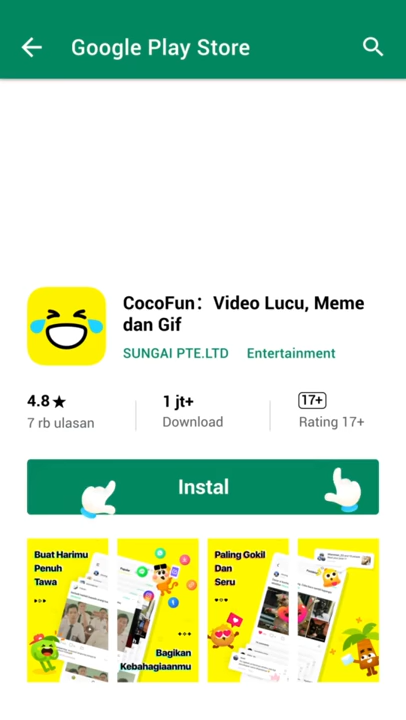 Google Play Store
CocoFun： Video Lucu, Meme
dan Gif
SUNGAI PTE.LTD Entertainment
4.8★ 1 jt+ 17+
7 rb ulasan Download Rating 17+
Instal
Buat Harimu
Penuh
Tawa
Bagikan
Kebahagiaanmu
Paling Gokil
Dan
Seru